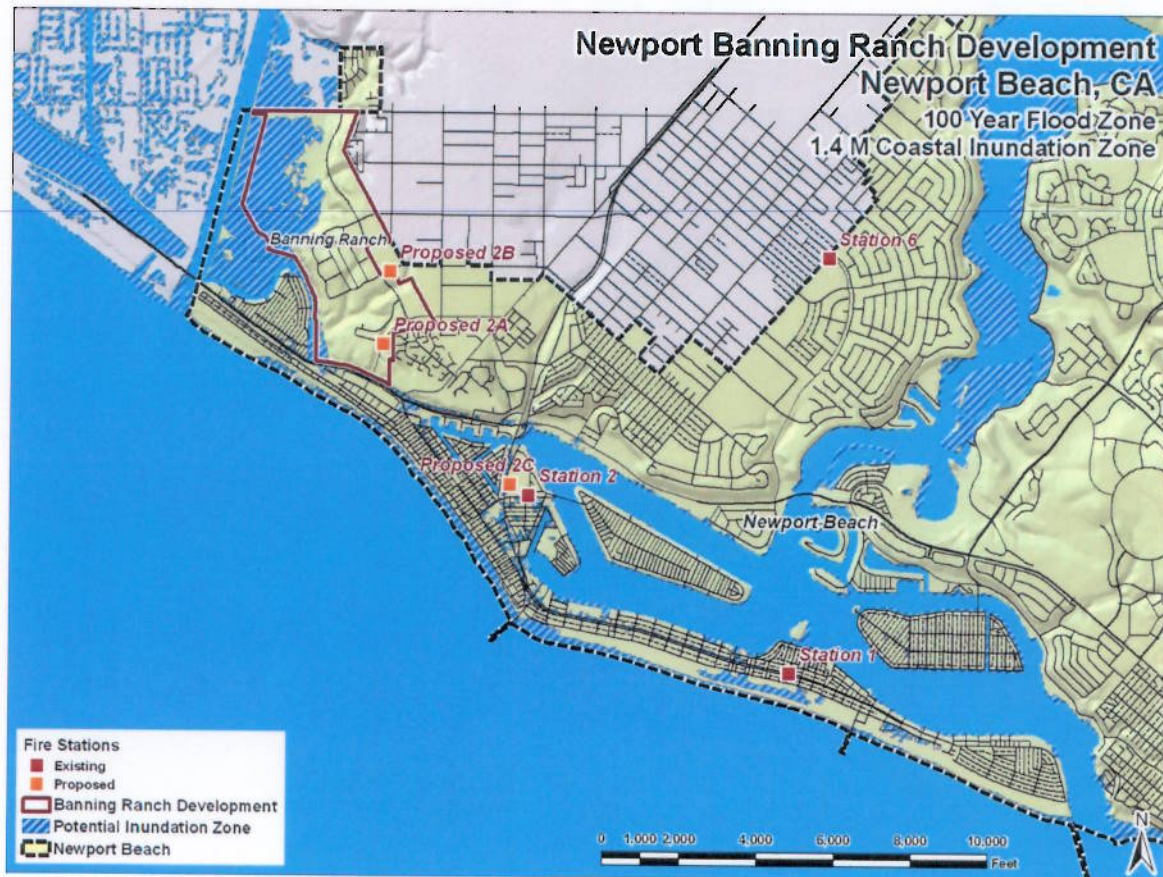 Newport Banning Ranch Development
Newport Beach, CA
100 Year Flood Zone
1.4 M Coastal Inundation Zone
Station 6
Banning Ranch
Proposed 2B
Proposed 2A
Proposed 2C
Station 2
Newport Beach
Station 1
Fire Stations
Existing
Proposed
Banning Ranch Development
Potential Inundation Zone
Newport Beach
0 1,000 2,000 4,000 6,000 8,000 10,000
Feet
N